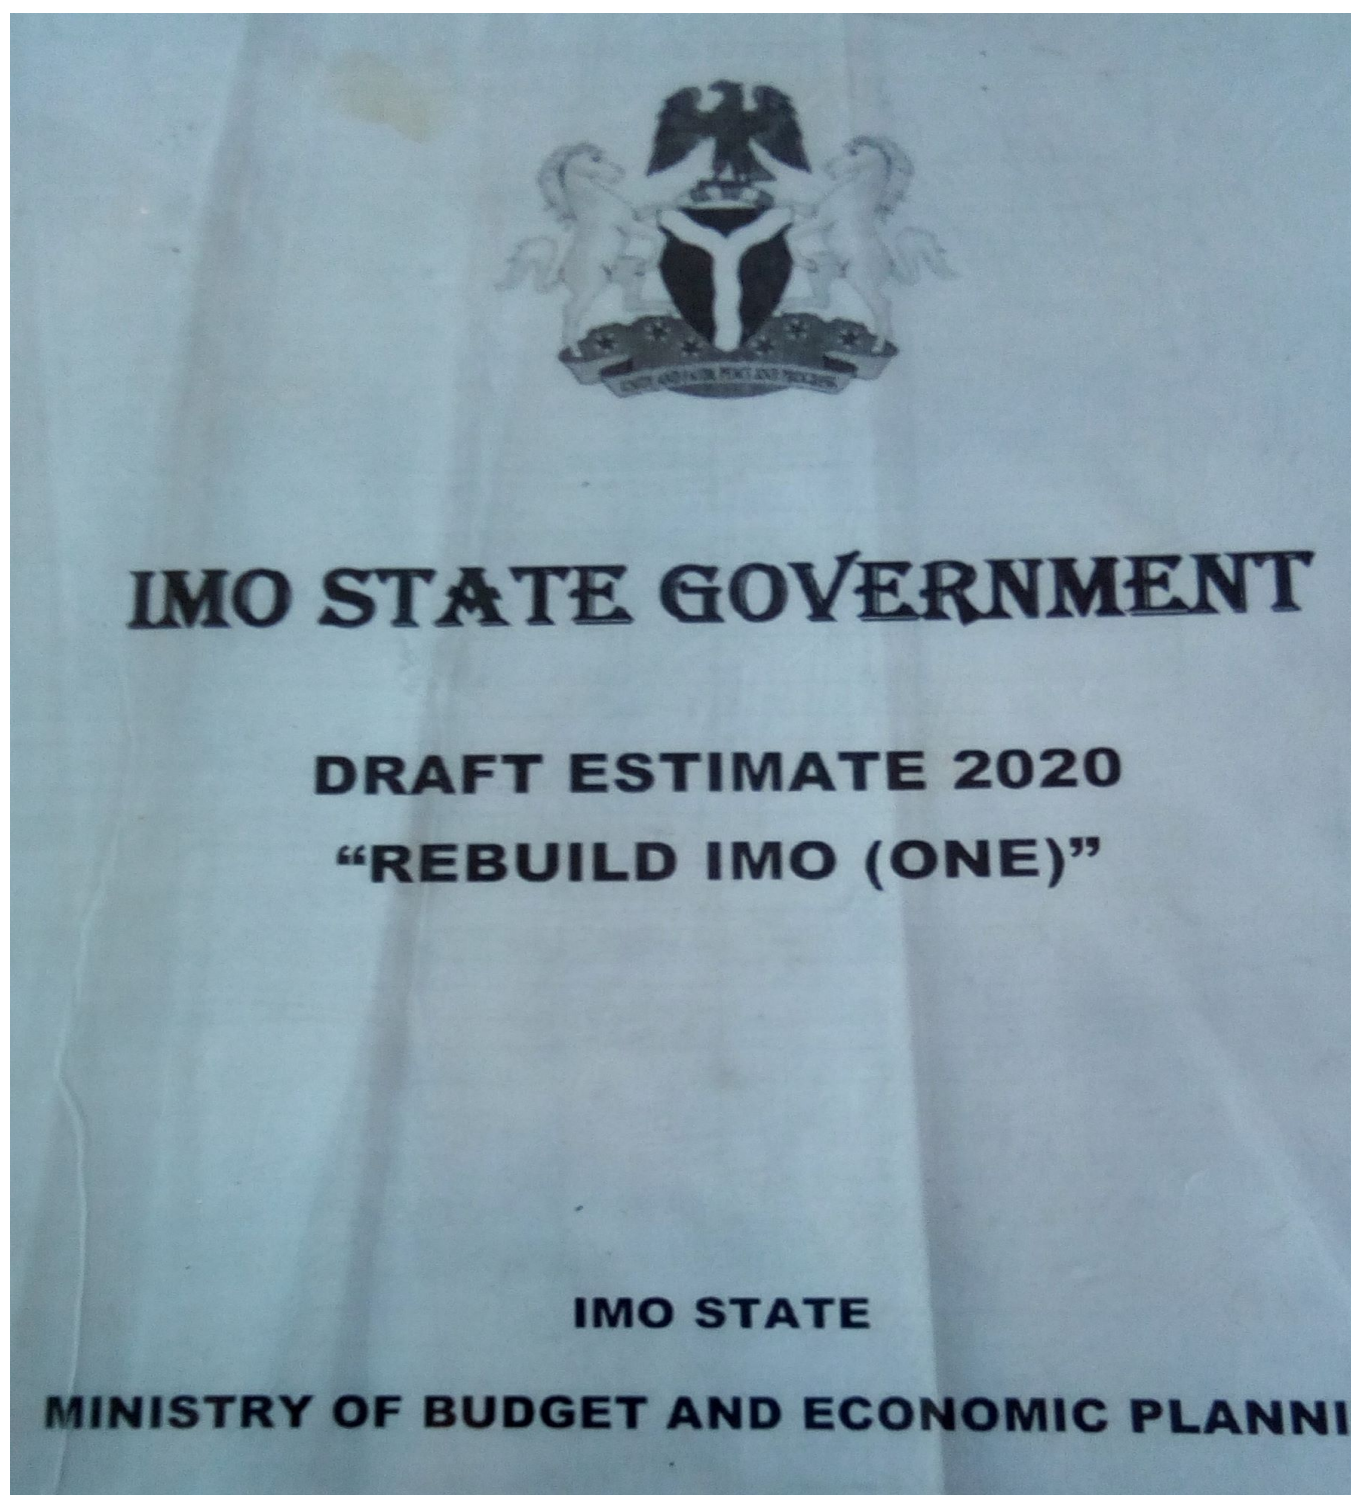 IMO STATE GOVERNMENT
DRAFT ESTIMATE 2020
“REBUILD IMO (ONE)”
IMO STATE
MINISTRY OF BUDGET AND ECONOMIC PLANNI